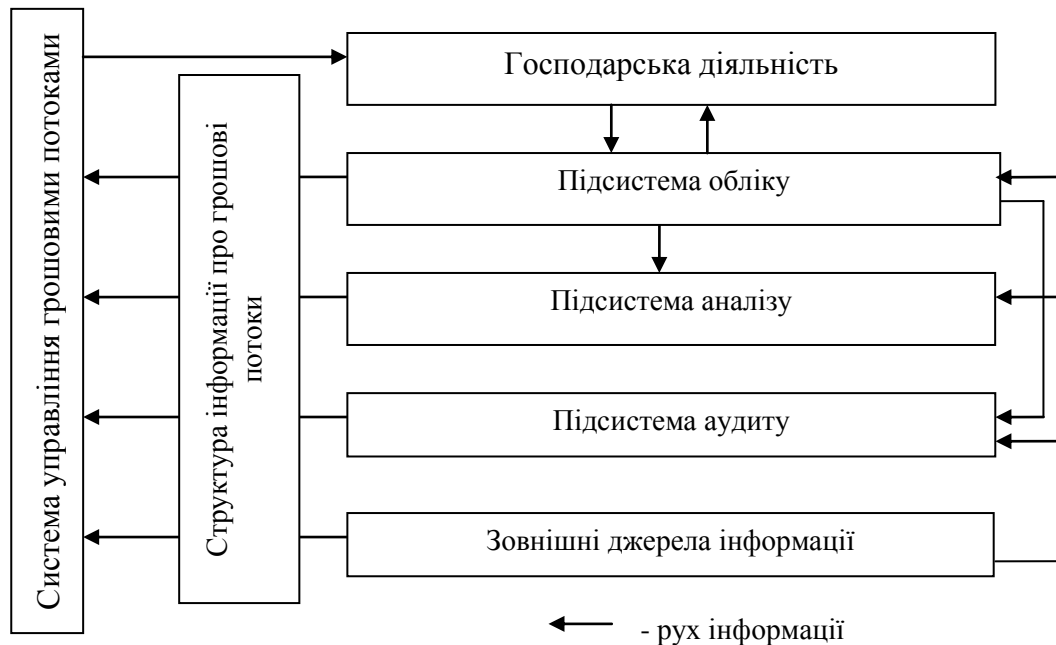 Система управління грошовими потоками
Структура інформації про грошові
потоки
Господарська діяльність
Підсистема обліку
Підсистема аналізу
Підсистема аудиту
Зовнішні джерела інформації
- рух інформації